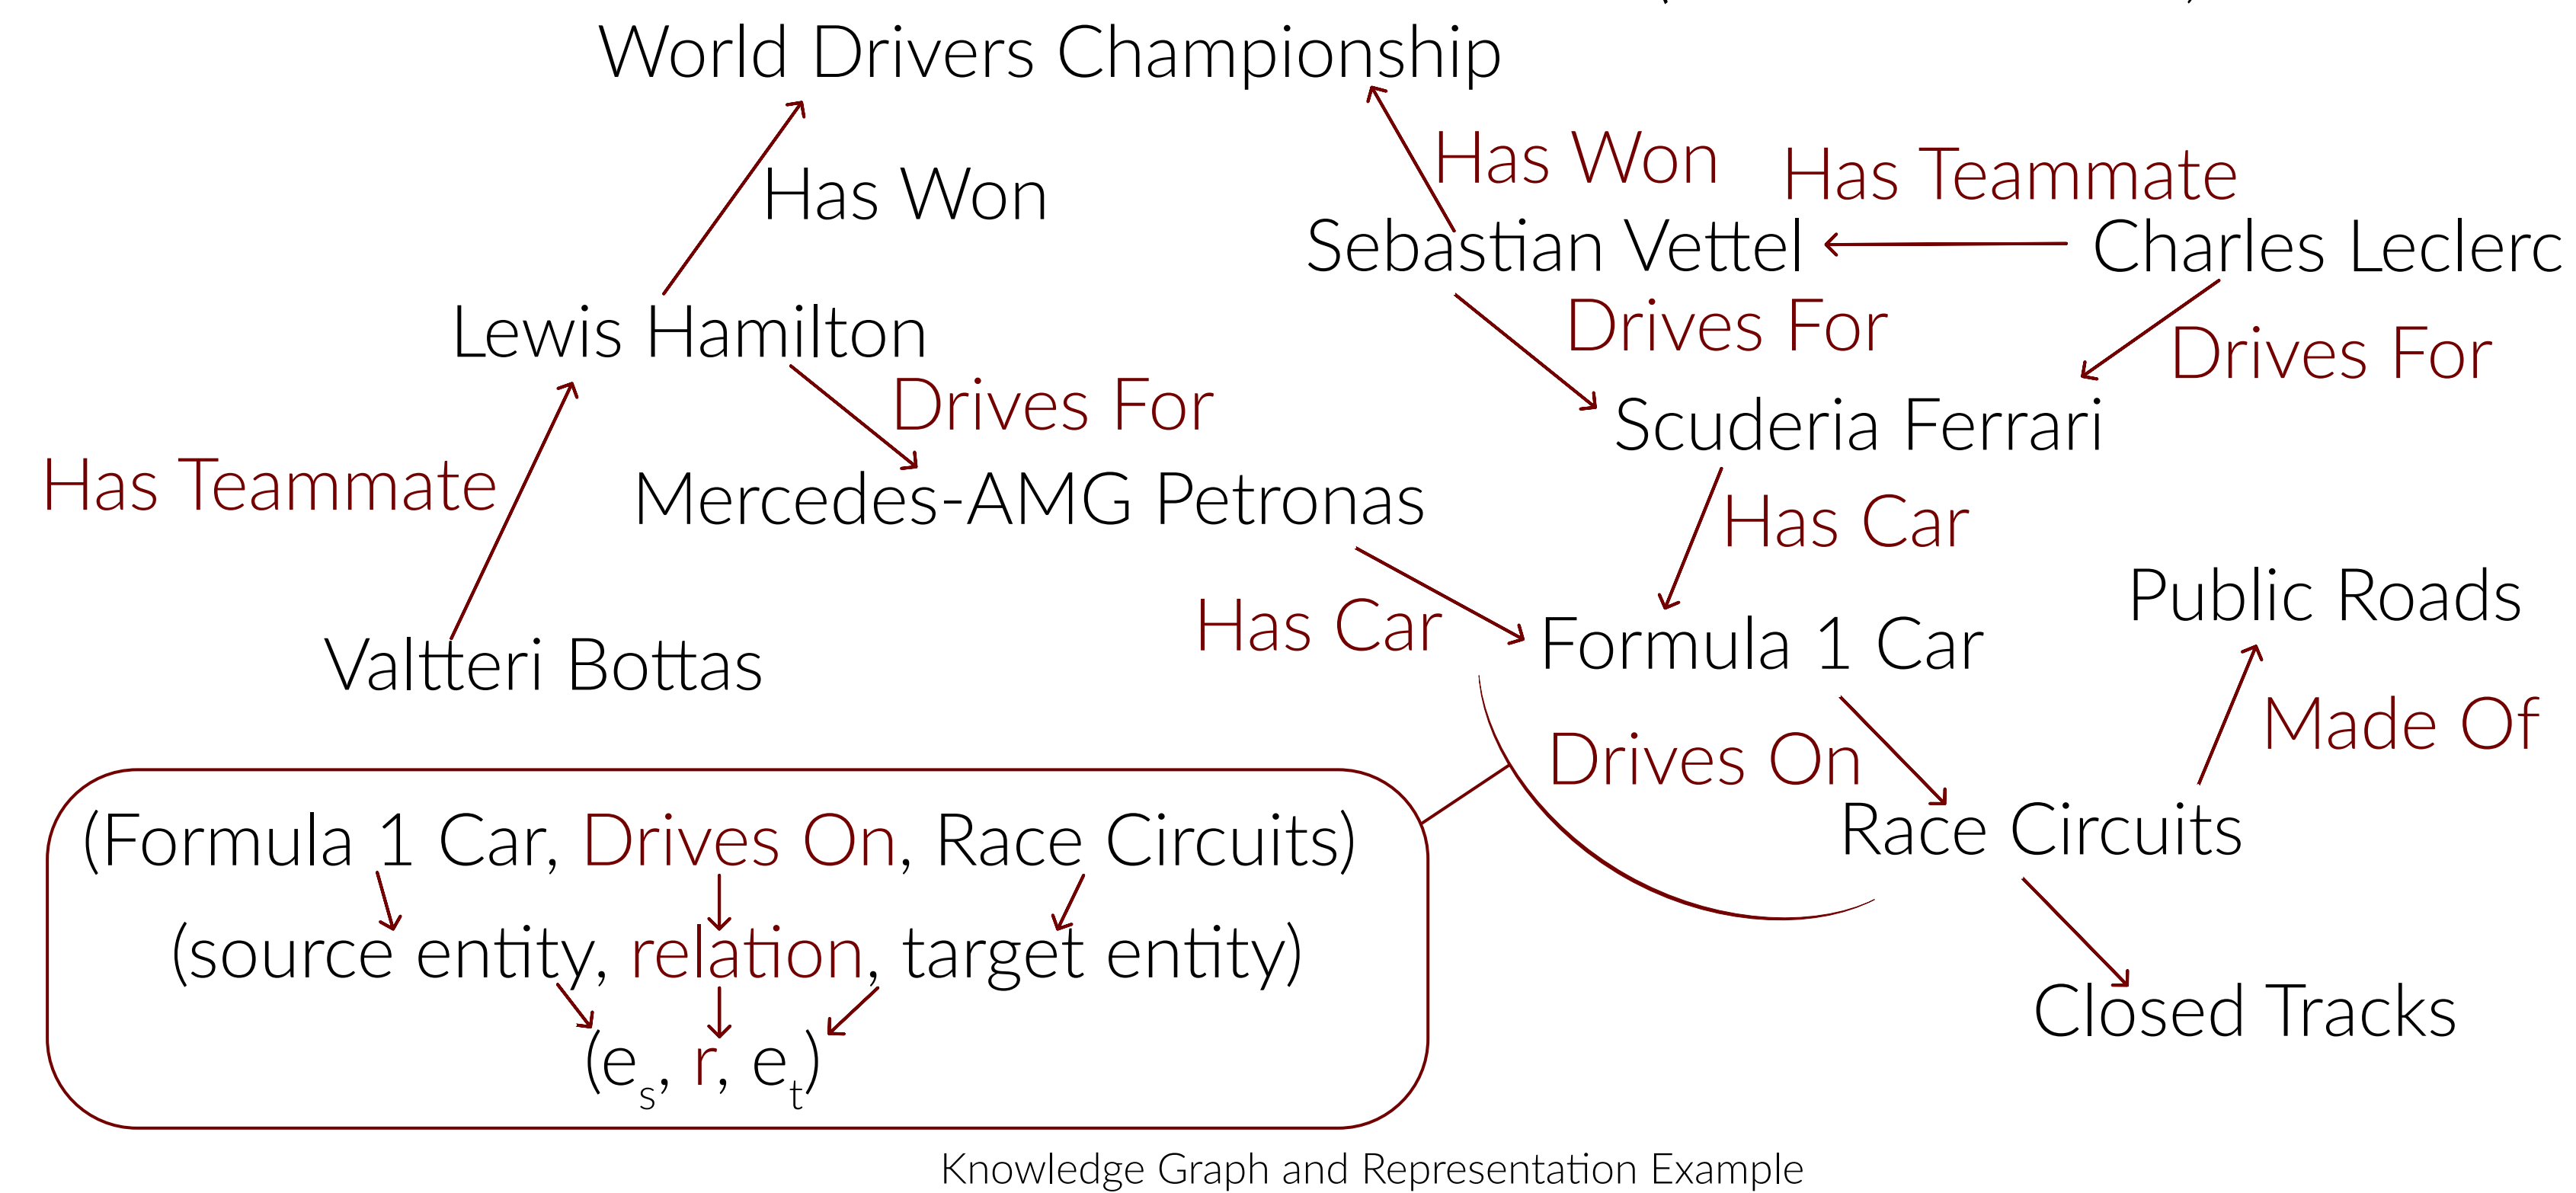 World Drivers Championship
Has Won
Has Won
Has Teammate
Sebastian Vettel
Charles Leclerc
Lewis Hamilton
Drives For
Drives For
Drives For
Scuderia Ferrari
Has Teammate
Mercedes-AMG Petronas
Has Car
Has Car
Formula 1 Car
Public Roads
Valtteri Bottas
Made Of
Drives On
Race Circuits
(Formula 1 Car, Drives On, Race Circuits)
(source entity, relation, target entity)
(eₛ, r, eₜ)
Closed Tracks
Knowledge Graph and Representation Example